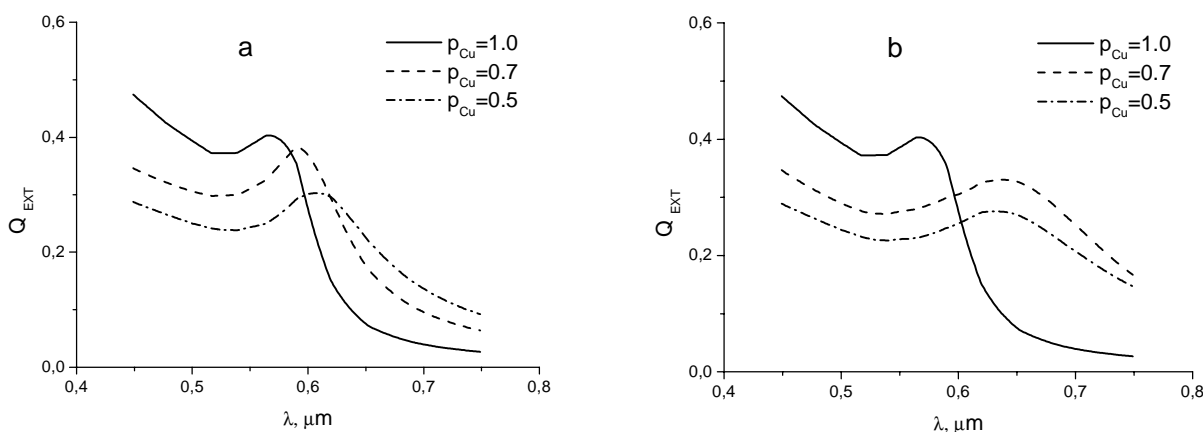 a
p_Cu=1.0
p_Cu=0.7
p_Cu=0.5
0,6
0,4
0,2
0,0
Q_EXT
0,4 0,5 0,6 0,7 0,8
λ, μm
b
p_Cu=1.0
p_Cu=0.7
p_Cu=0.5
0,6
0,4
0,2
0,0
Q_EXT
0,4 0,5 0,6 0,7 0,8
λ, μm